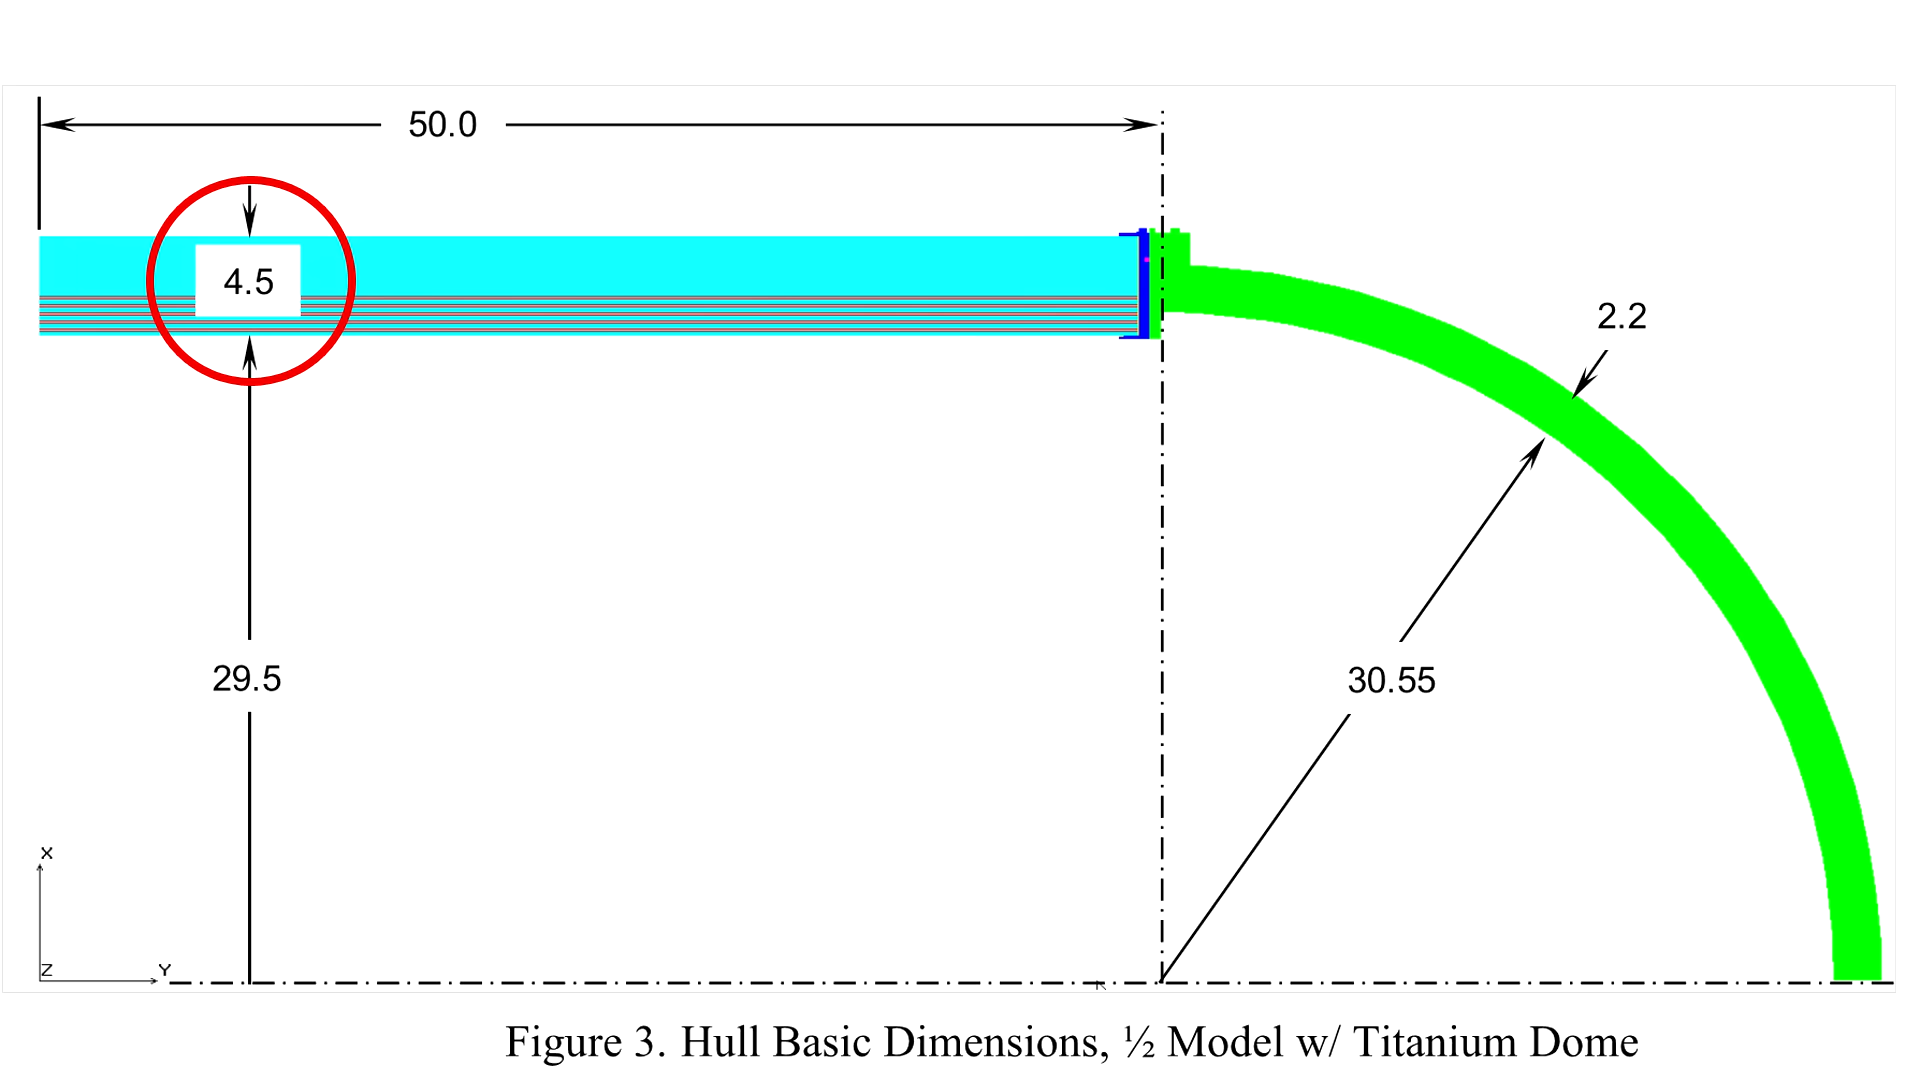 50.0
4.5
2.2
29.5
30.55
X
Z
Y
Figure 3. Hull Basic Dimensions, ½ Model w/ Titanium Dome